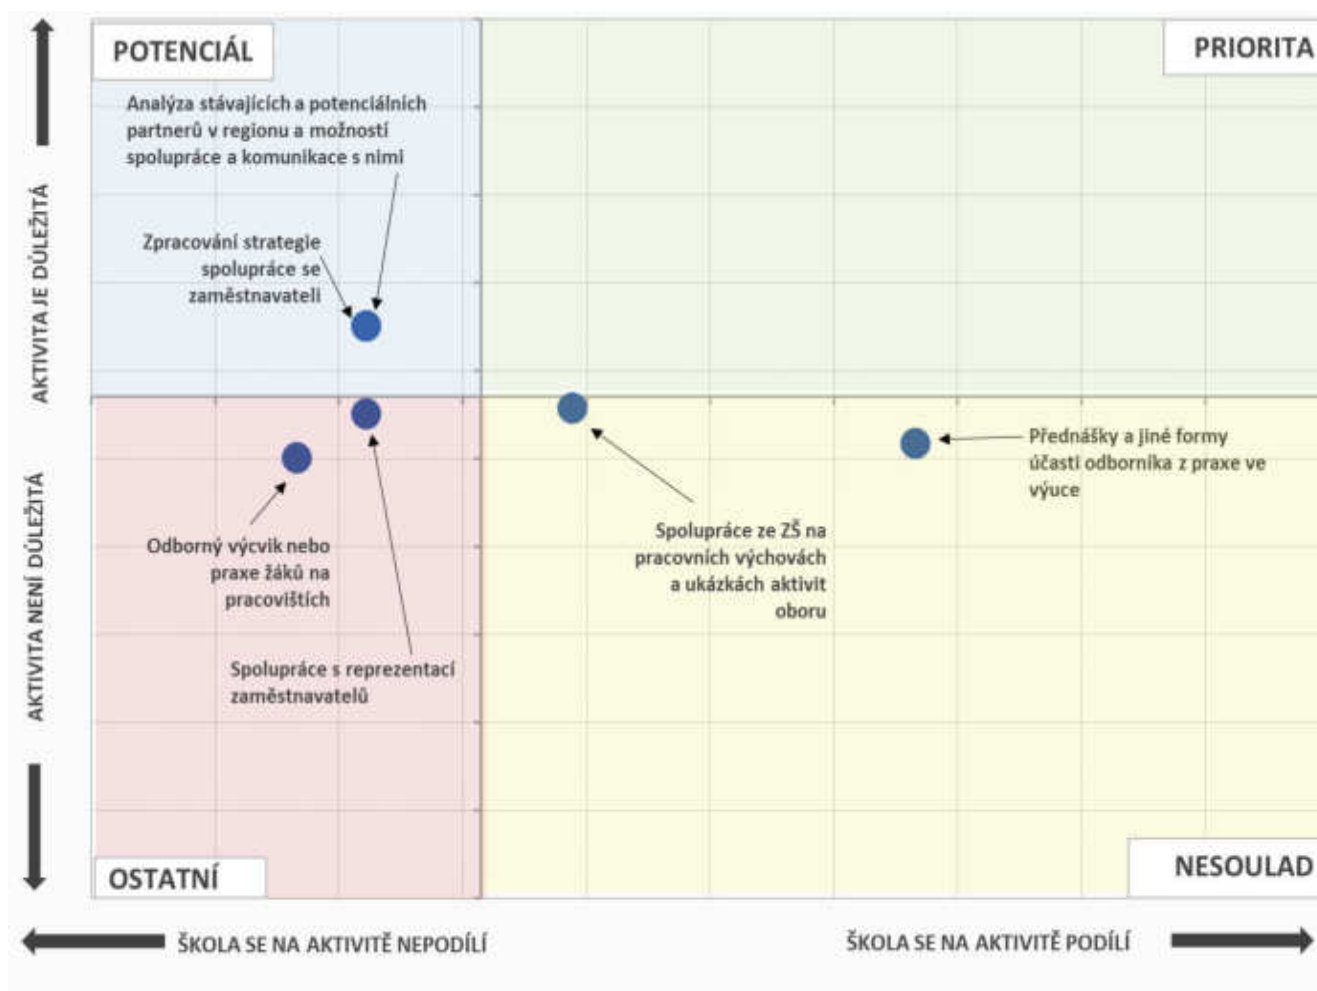 POTENCIÁL
PRIORITA
Analýza stávajících a potenciálních
partnerů v regionu a možností
spolupráce a komunikace s nimi
Zpracování strategie
spolupráce se
zaměstnavateli
AKTIVITA JE DŮLEŽITÁ
AKTIVITA NENÍ DŮLEŽITÁ
Přednášky a jiné formy
účasti odborníka z praxe ve
výuce
Spolupráce ze ZŠ na
pracovních výchovách
a ukázkách aktivit
oboru
Odborný výcvik nebo
praxe žáků na
pracovištích
Spolupráce s reprezentací
zaměstnavatelů
OSTATNÍ
NESOULAD
ŠKOLA SE NA AKTIVITĚ NEPODÍLÍ
ŠKOLA SE NA AKTIVITĚ PODÍLÍ